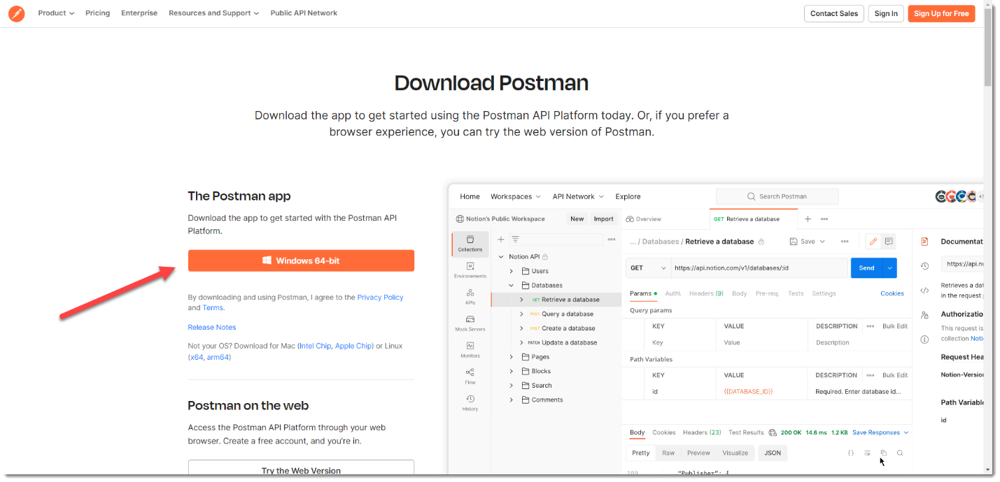 Product Pricing Enterprise Resources and Support Public API Network Contact Sales Sign In Sign Up for Free
Download Postman
Download the app to get started using the Postman API Platform today. Or, if you prefer a
browser experience, you can try the web version of Postman.
The Postman app
Download the app to get started with the Postman API
Platform.
Windows 64-bit
By downloading and using Postman, I agree to the Privacy Policy
and Terms.
Release Notes
Not your OS? Download for Mac (Intel Chip, Apple Chip) or Linux
(x64, arm64)
Postman on the web
Access the Postman API Platform through your web
browser. Create a free account, and you're in.
Try the Web Version
Home Workspaces API Network Explore Search Postman
Notion's Public Workspace New Import
Overview GET Retrieve a database
Collections
Environements
APIs
Mock Servers
Monitors
Flow
History
Notion API
Users
Databases
GET Retrieve a database
POST Query a database
POST Create a database
PATCH Update a database
Pages
Blocks
Search
Comments
... / Databases / Retrieve a database Save
GET https://api.notion.com/v1/databases/:id Send
Params Auth\ Headers (9) Body Pre-req. Tests Settings Cookies
Query params
KEY VALUE DESCRIPTION Bulk Edit
Key Value Description
Path Variables
KEY VALUE DESCRIPTION Bulk Edit
id {{DATABASE_ID}} Required. Enter database id...
Body Cookies Headers (23) Test Results 200 OK 14.6 ms 1.2 KB Save Responses
Pretty Raw Preview Visualize JSON
"Publisher": {
Documentat
https://api.no
Retrieves a dat
in the request p
Authorizatio
This request is
collection Notio
Request Hea
Notion-Version
Path Variable
id